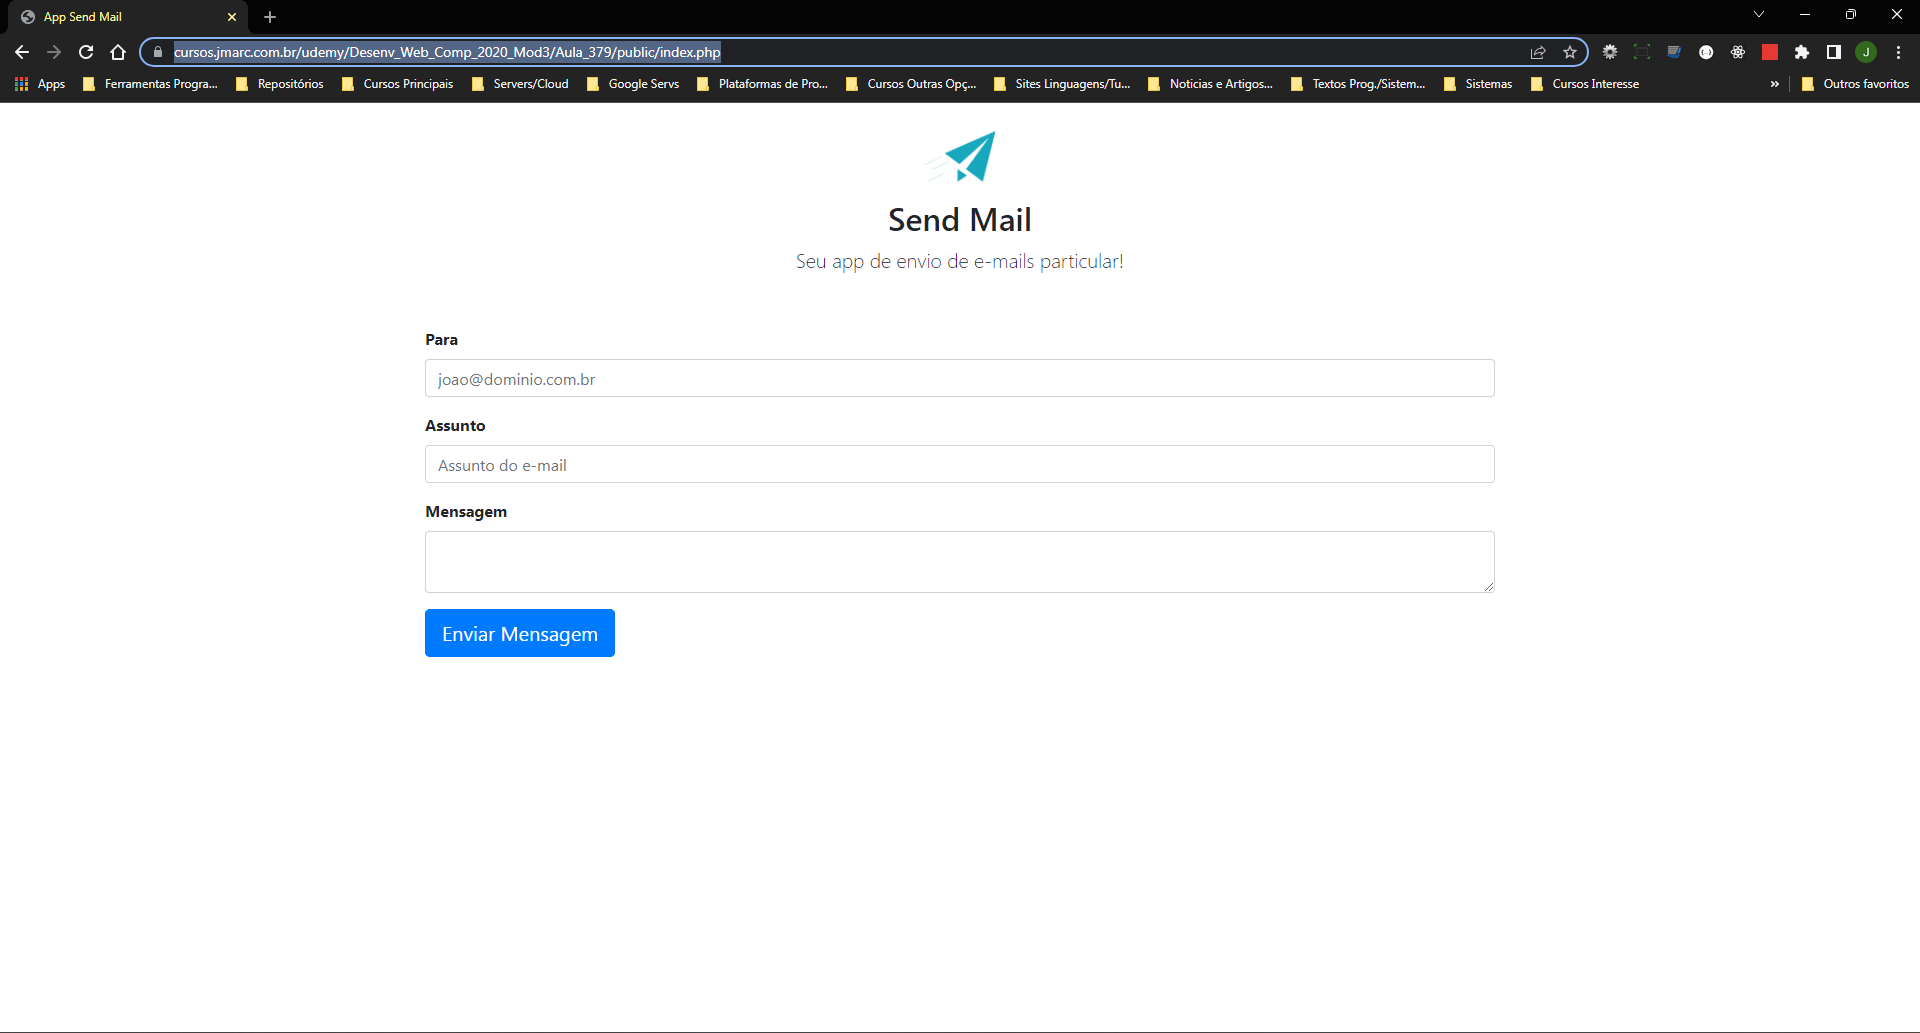 App Send Mail
cursos.jmarc.com.br/udemy/Desenv_Web_Comp_2020_Mod3/Aula_379/public/index.php
J
Apps Ferramentas Progra... Repositórios Cursos Principais Servers/Cloud Google Servs Plataformas de Pro... Cursos Outras Opç... Sites Linguagens/Tu... Noticias e Artigos... Textos Prog./Sistem... Sistemas Cursos Interesse » Outros favoritos
Send Mail
Seu app de envio de e-mails particular!
Para
joao@dominio.com.br
Assunto
Assunto do e-mail
Mensagem
Enviar Mensagem